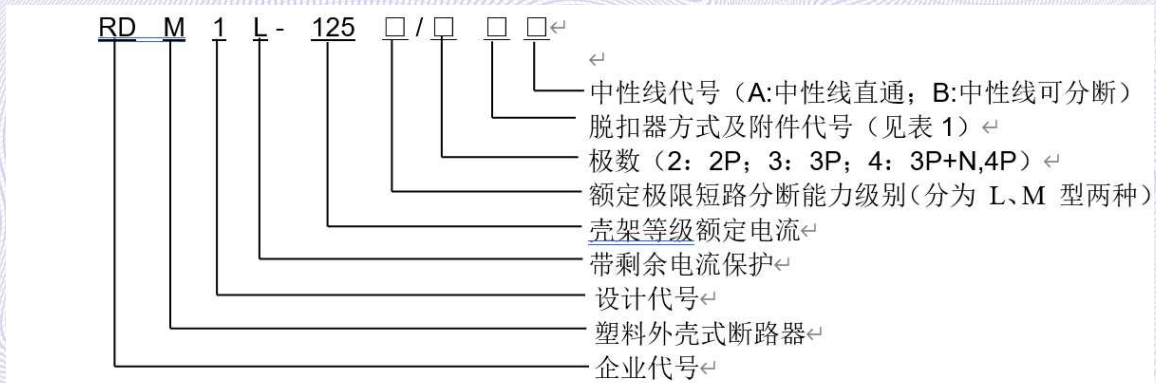 RD M 1 L - 125 □ / □ □ □
中性线代号（A:中性线直通；B:中性线可分断）
脱扣器方式及附件代号（见表 1）
极数（2：2P；3：3P；4：3P+N,4P）
额定极限短路分断能力级别（分为 L、M 型两种）
壳架等级额定电流
带剩余电流保护
设计代号
塑料外壳式断路器
企业代号